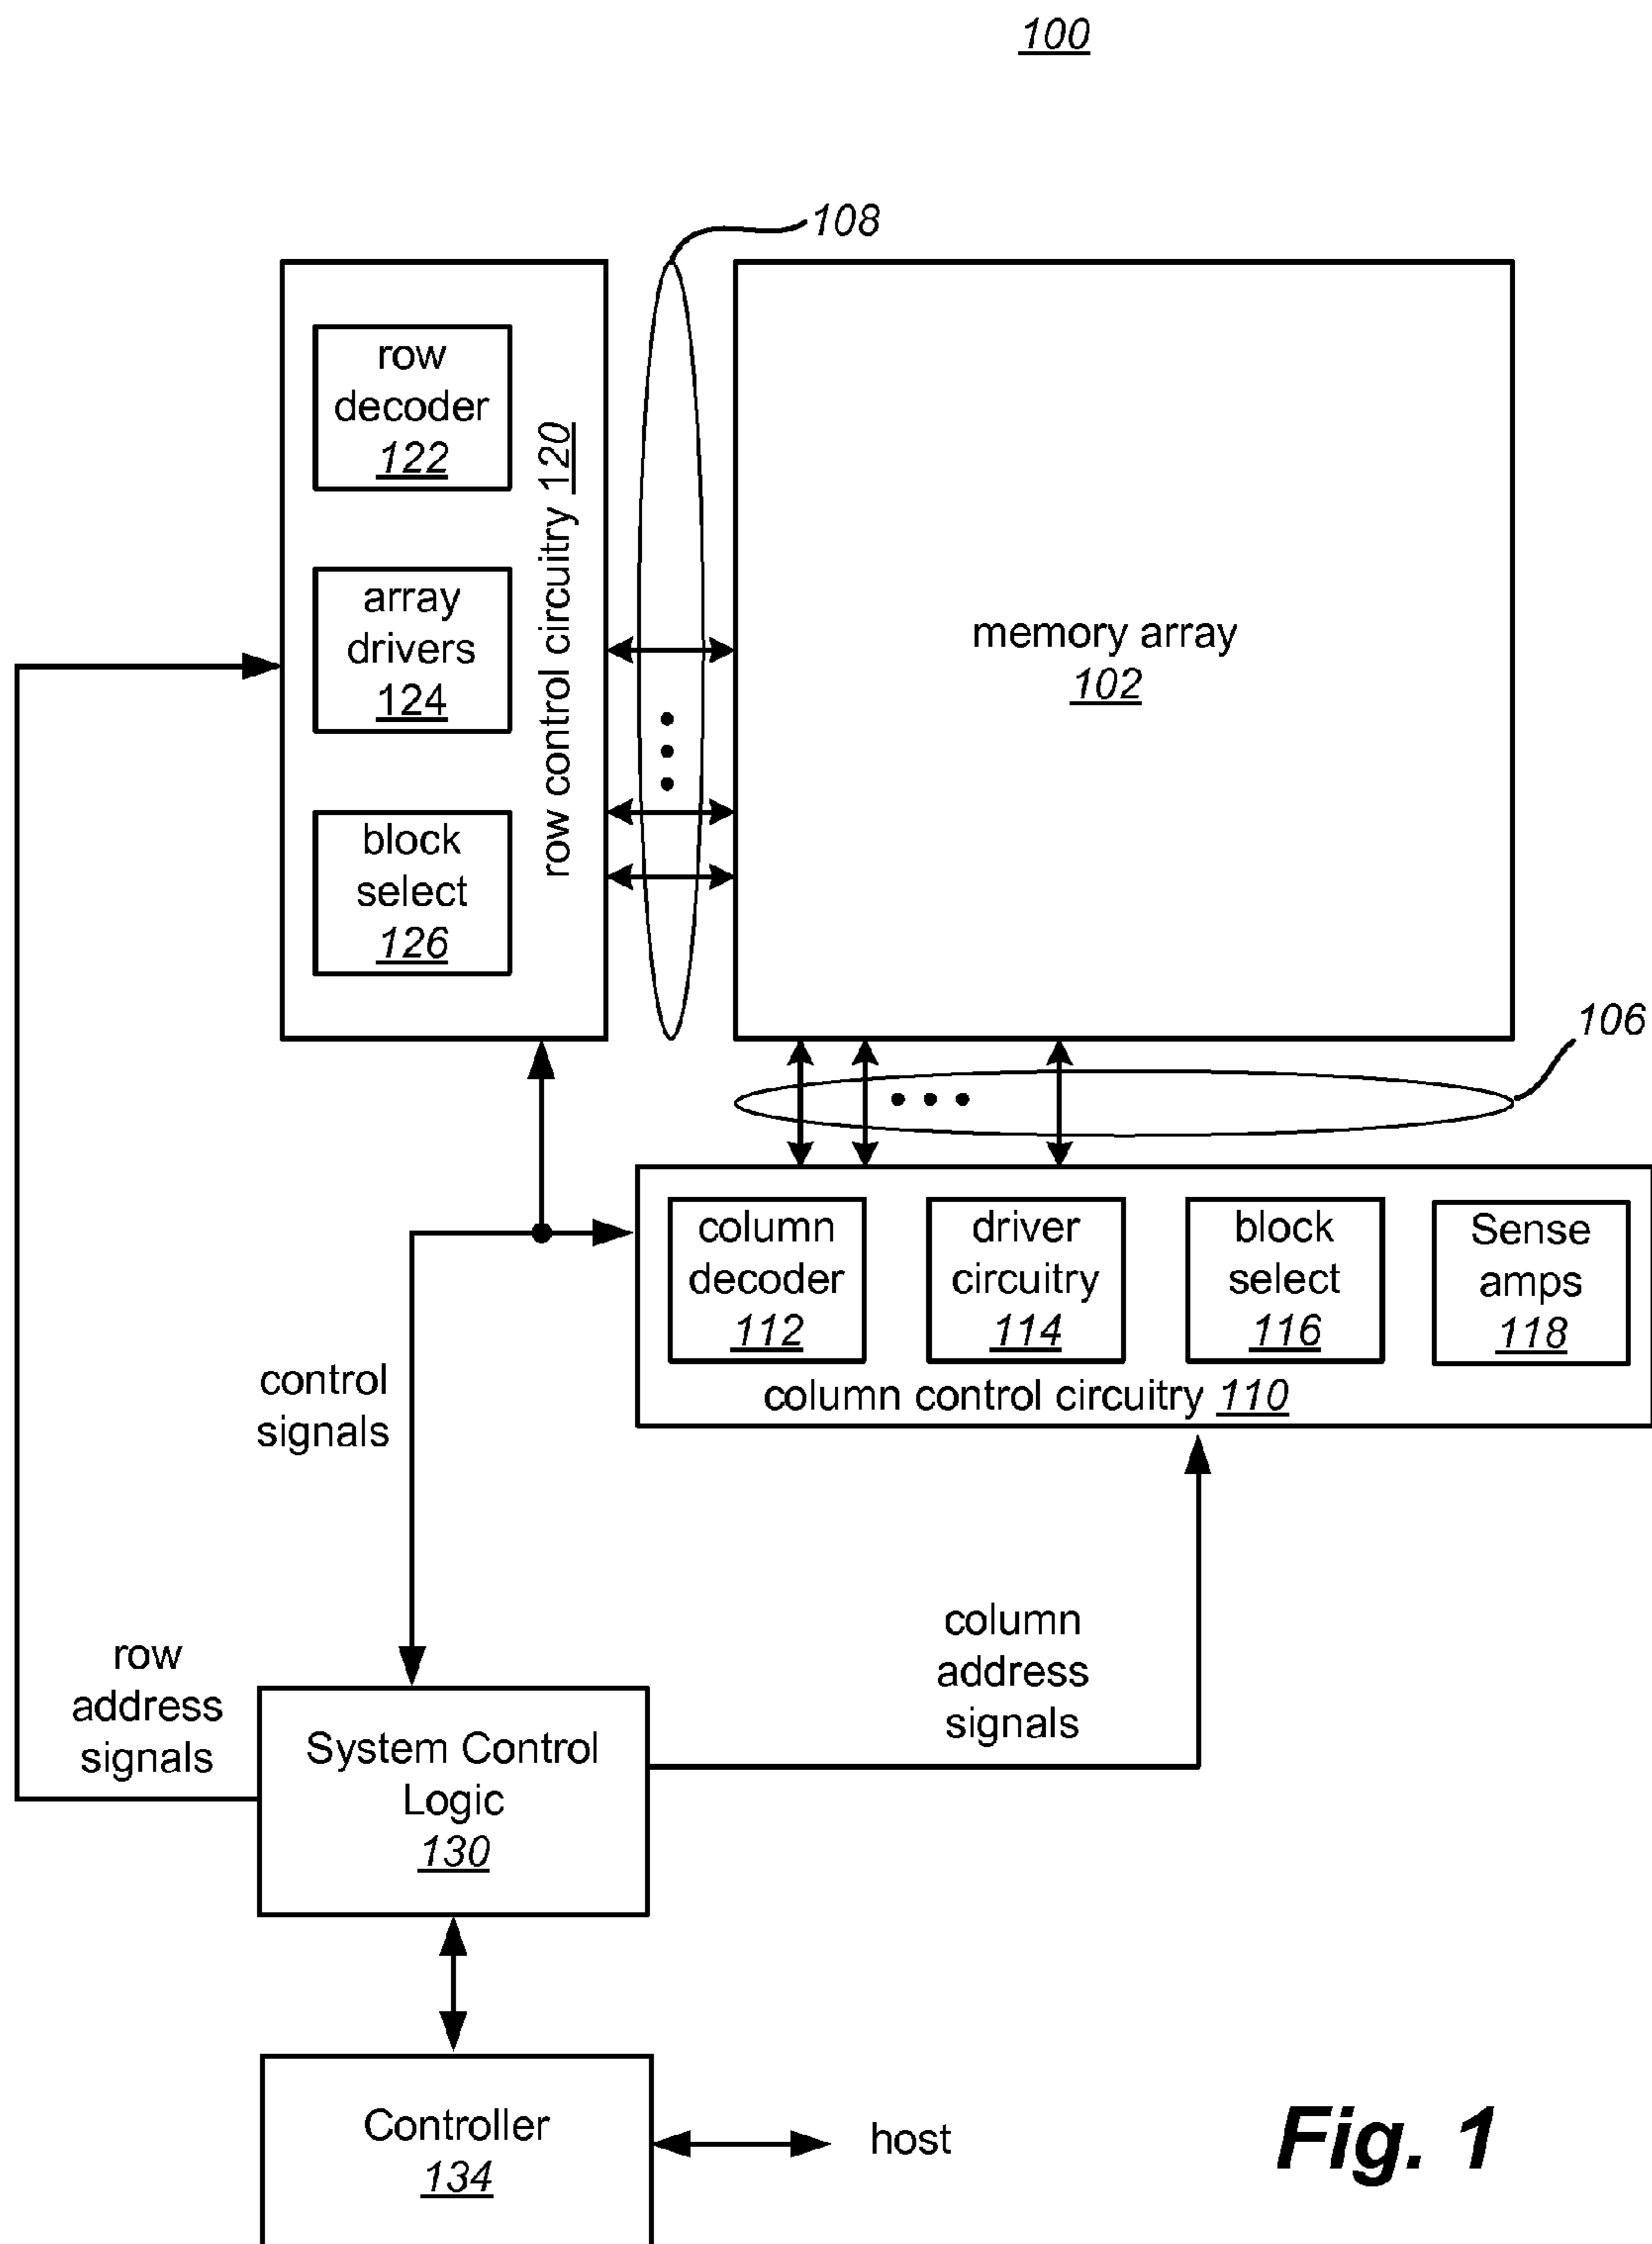 100
108
row
decoder
122
array
drivers
124
block
select
126
row control circuitry 120
memory array
102
106
column
decoder
112
driver
circuitry
114
block
select
116
Sense
amps
118
column control circuitry 110
control
signals
row
address
signals
column
address
signals
System Control
Logic
130
Controller
134
host
Fig. 1